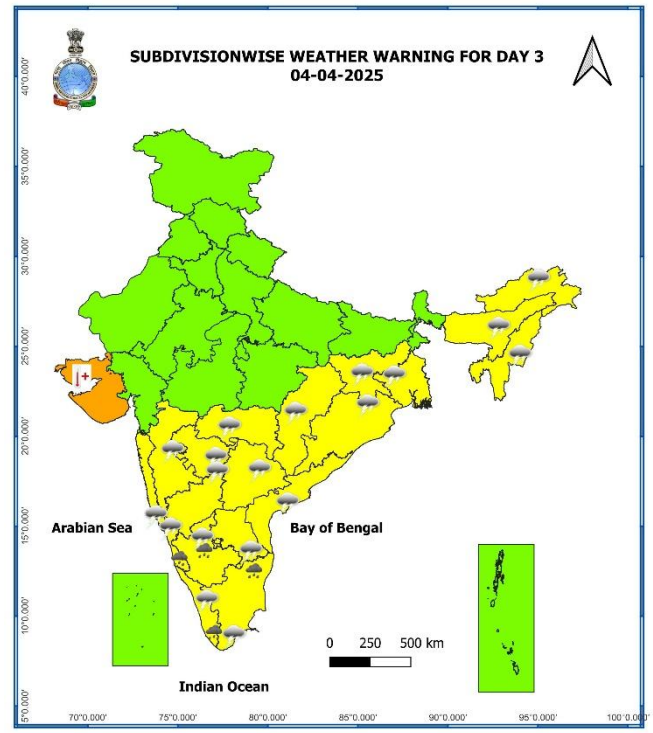 SUBDIVISIONWISE WEATHER WARNING FOR DAY 3
04-04-2025
40°0.000'
35°0.000'
30°0.000'
25°0.000'
20°0.000'
15°0.000'
10°0.000'
5°0.000'
Arabian Sea
Bay of Bengal
0 250 500 km
Indian Ocean
70°0.000' 75°0.000' 80°0.000' 85°0.000' 90°0.000' 95°0.000' 100°0.000'